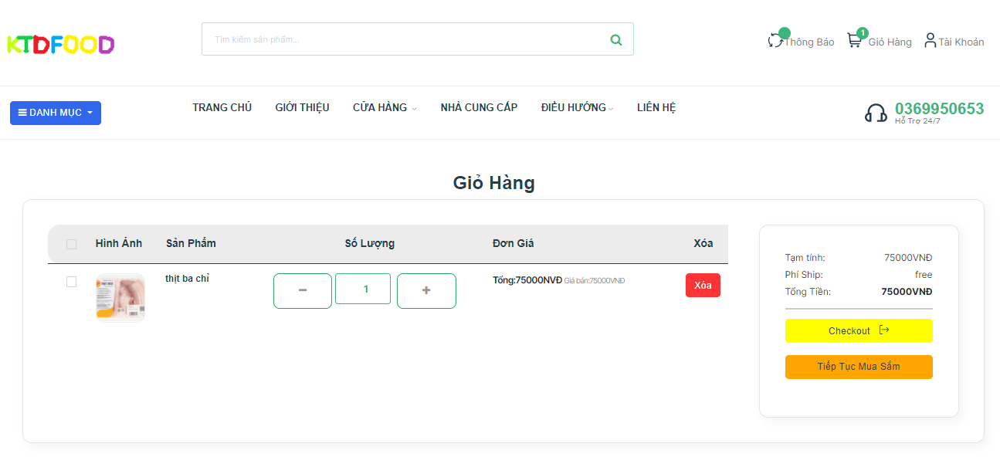 KTDFOOD
Tìm kiếm sản phẩm...
Thông Báo
1
Giỏ Hàng
Tài Khoản
DANH MỤC
TRANG CHỦ
GIỚI THIỆU
CỬA HÀNG
NHÀ CUNG CẤP
ĐIỀU HƯỚNG
LIÊN HỆ
0369950653
Hỗ Trợ 24/7
Giỏ Hàng
Hình Ảnh Sản Phẩm Số Lượng Đơn Giá Xóa
thịt ba chỉ
− 1 +
Tổng:75000NVĐ Giá bán:75000VNĐ
Xóa
Tạm tính: 75000VNĐ
Phí Ship: free
Tổng Tiền: 75000VNĐ
Checkout
Tiếp Tục Mua Sắm